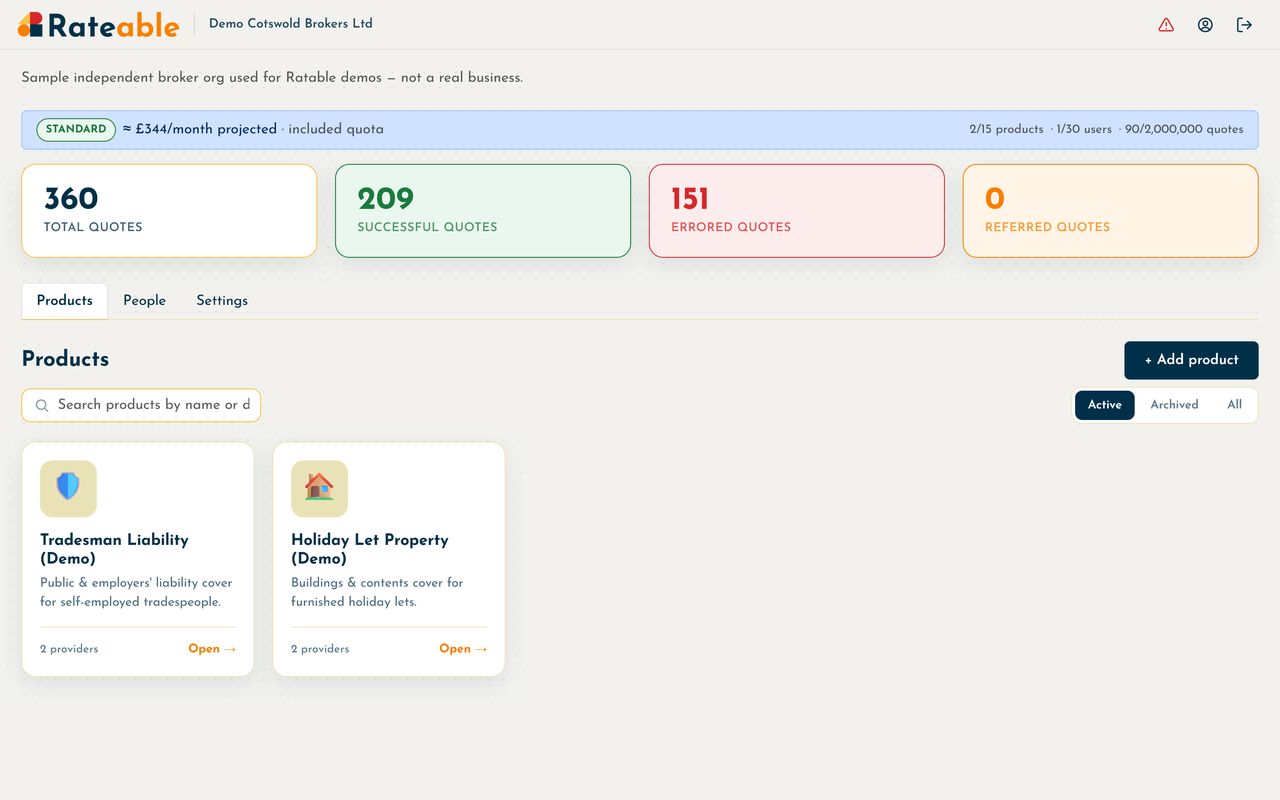 Rateable
Demo Cotswold Brokers Ltd
Sample independent broker org used for Ratable demos — not a real business.
STANDARD ≈ £344/month projected · included quota
2/15 products · 1/30 users · 90/2,000,000 quotes
360
TOTAL QUOTES
209
SUCCESSFUL QUOTES
151
ERRORED QUOTES
0
REFERRED QUOTES
Products People Settings
Products
+ Add product
Search products by name or d
Active Archived All
Tradesman Liability
(Demo)
Public & employers' liability cover
for self-employed tradespeople.
2 providers Open →
Holiday Let Property
(Demo)
Buildings & contents cover for
furnished holiday lets.
2 providers Open →